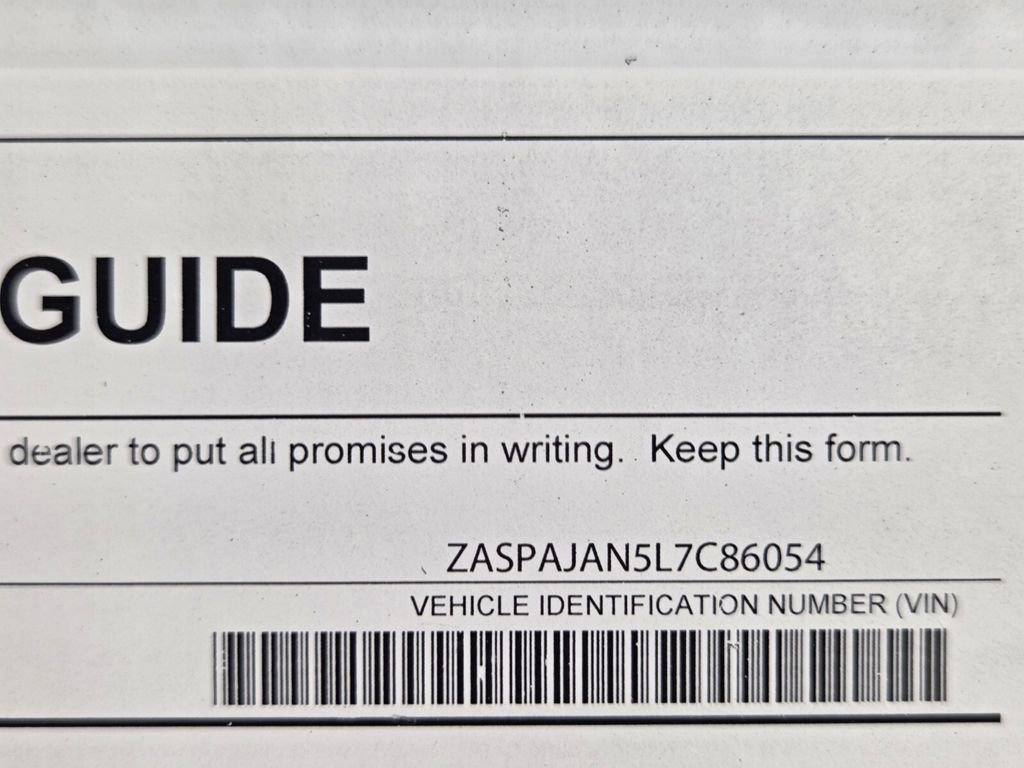 GUIDE
dealer to put all promises in writing. Keep this form.
ZASPAJAN5L7C86054
VEHICLE IDENTIFICATION NUMBER (VIN)